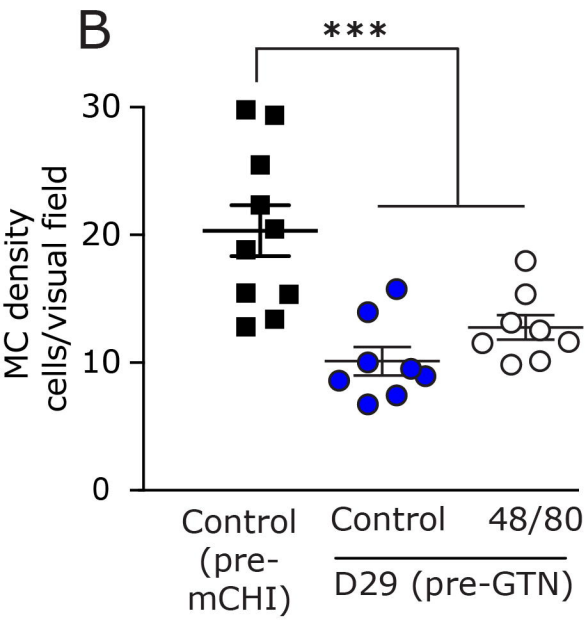 B
***
MC density
cells/visual field
30
20
10
0
Control
(pre-
mCHI)
Control
48/80
D29 (pre-GTN)